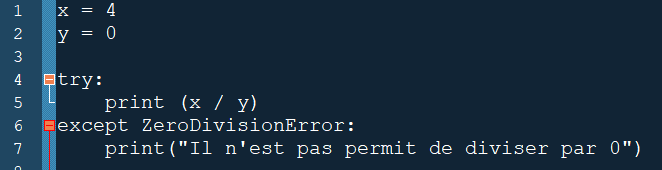 1 x = 4
2 y = 0
3
4 try:
5     print (x / y)
6 except ZeroDivisionError:
7     print("Il n'est pas permit de diviser par 0")